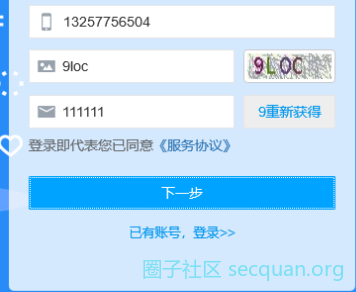 13257756504
9loc
9LOC
111111
9重新获得
登录即代表您已同意《服务协议》
下一步
已有账号，登录>>
圈子社区 secquan.org